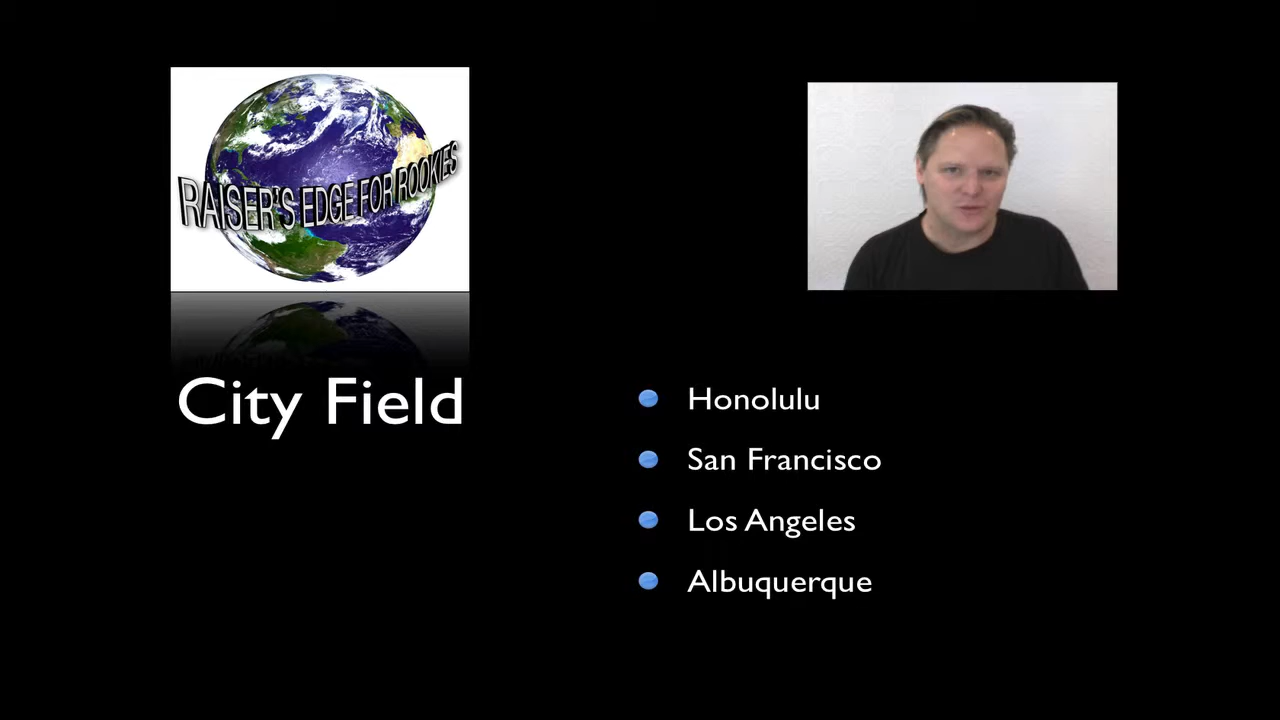 RAISER'S EDGE FOR ROOKIES
City Field
Honolulu
San Francisco
Los Angeles
Albuquerque